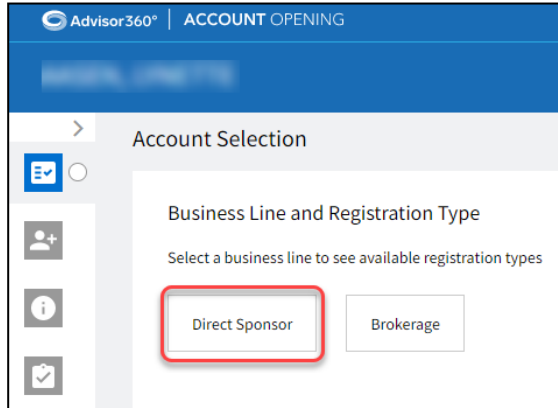 Advisor360° | ACCOUNT OPENING
Account Selection
Business Line and Registration Type
Select a business line to see available registration types
Direct Sponsor
Brokerage